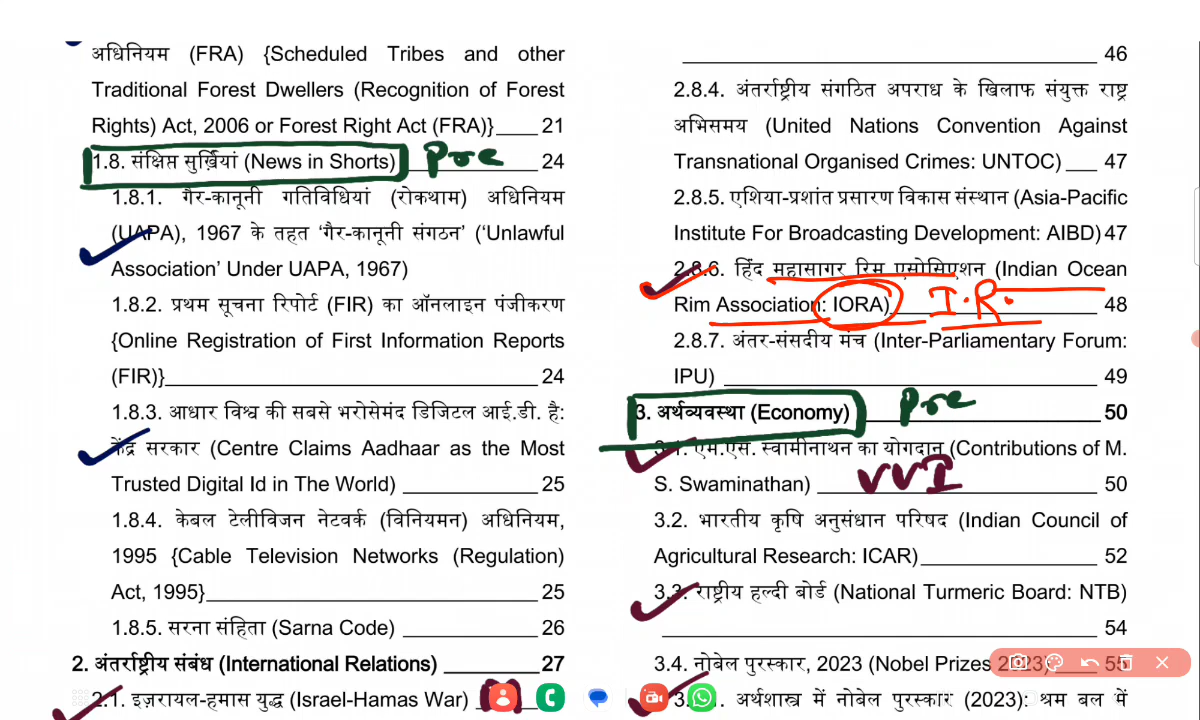 अधिनियम (FRA) {Scheduled Tribes and other
Traditional Forest Dwellers (Recognition of Forest
Rights) Act, 2006 or Forest Right Act (FRA)}____ 21
1.8. संक्षिप्त सुर्ख़ियां (News in Shorts) Pre 24
1.8.1. गैर-कानूनी गतिविधियां (रोकथाम) अधिनियम
(UAPA), 1967 के तहत ‘गैर-कानूनी संगठन’ (‘Unlawful
Association’ Under UAPA, 1967)
1.8.2. प्रथम सूचना रिपोर्ट (FIR) का ऑनलाइन पंजीकरण
{Online Registration of First Information Reports
(FIR)} 24
1.8.3. आधार विश्व की सबसे भरोसेमंद डिजिटल आई.डी. है:
केंद्र सरकार (Centre Claims Aadhaar as the Most
Trusted Digital Id in The World) 25
1.8.4. केबल टेलीविजन नेटवर्क (विनियमन) अधिनियम,
1995 {Cable Television Networks (Regulation)
Act, 1995} 25
1.8.5. सरना संहिता (Sarna Code) 26
2. अंतर्राष्ट्रीय संबंध (International Relations) 27
2.1. इज़रायल-हमास युद्ध (Israel-Hamas War)
46
2.8.4. अंतर्राष्ट्रीय संगठित अपराध के खिलाफ संयुक्त राष्ट्र
अभिसमय (United Nations Convention Against
Transnational Organised Crimes: UNTOC) 47
2.8.5. एशिया-प्रशांत प्रसारण विकास संस्थान (Asia-Pacific
Institute For Broadcasting Development: AIBD) 47
2.8.6. हिंद महासागर रिम एसोसिएशन (Indian Ocean
Rim Association: IORA) I.R. 48
2.8.7. अंतर-संसदीय मंच (Inter-Parliamentary Forum:
IPU) 49
3. अर्थव्यवस्था (Economy) Pre 50
3.1. एम.एस. स्वामीनाथन का योगदान (Contributions of M.
S. Swaminathan) VVI 50
3.2. भारतीय कृषि अनुसंधान परिषद (Indian Council of
Agricultural Research: ICAR) 52
3.3. राष्ट्रीय हल्दी बोर्ड (National Turmeric Board: NTB)
54
3.4. नोबेल पुरस्कार, 2023 (Nobel Prizes 2023) 55
अर्थशास्त्र में नोबेल पुरस्कार (2023): श्रम बल में